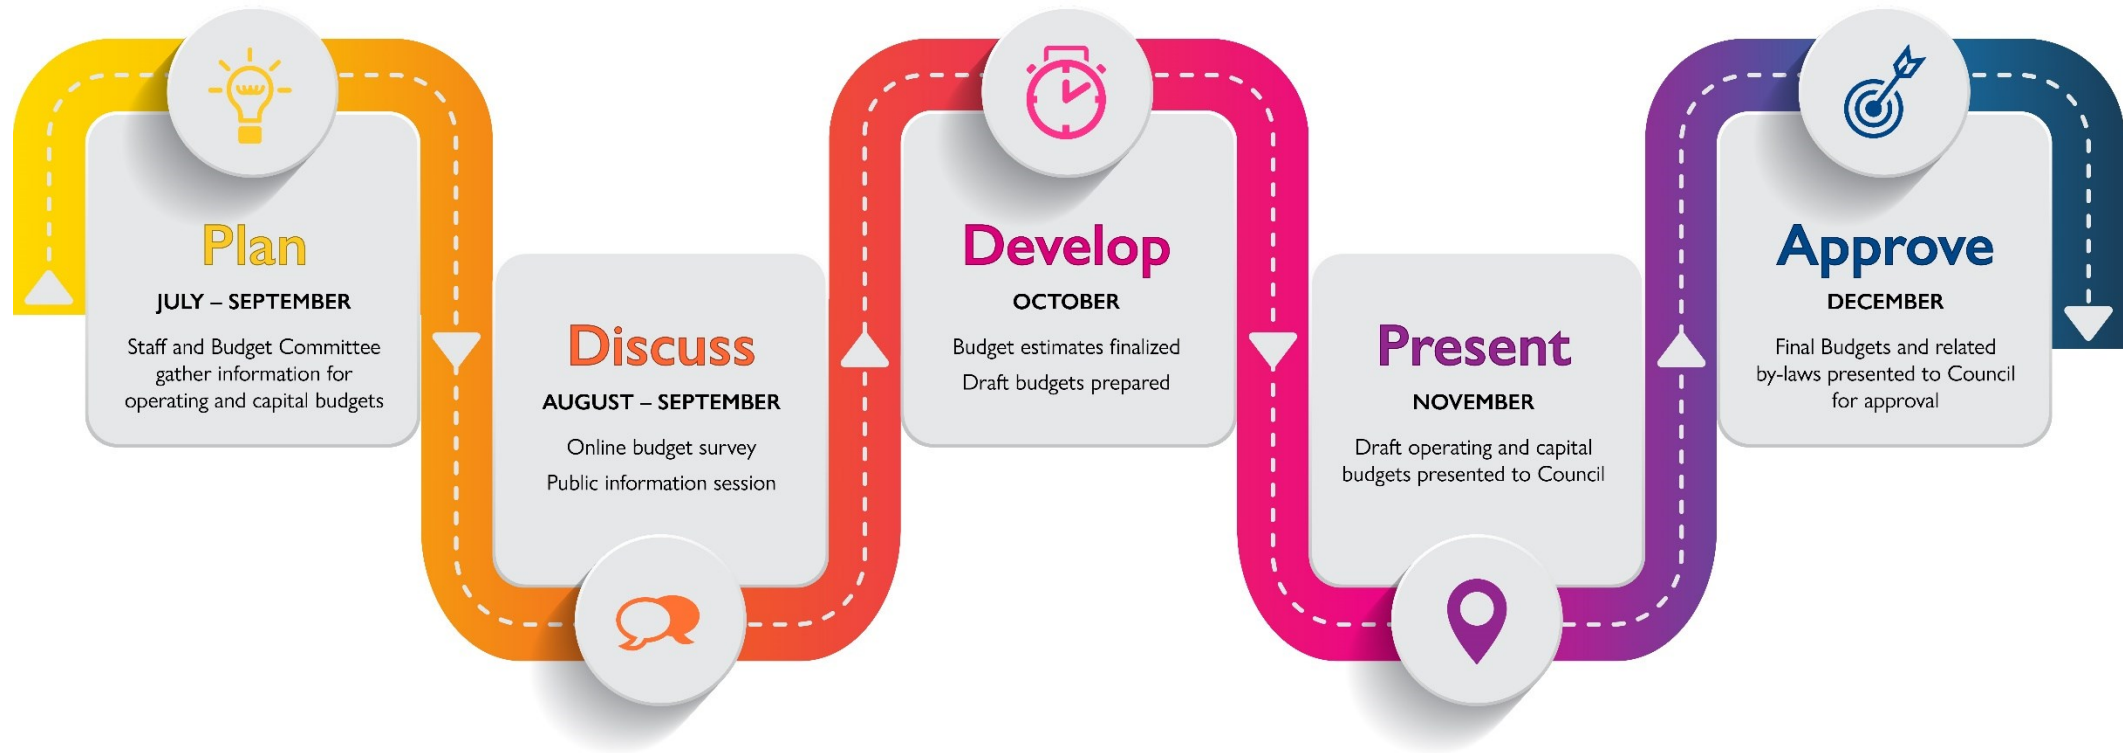 Plan
JULY – SEPTEMBER
Staff and Budget Committee
gather information for
operating and capital budgets
Discuss
AUGUST – SEPTEMBER
Online budget survey
Public information session
Develop
OCTOBER
Budget estimates finalized
Draft budgets prepared
Present
NOVEMBER
Draft operating and capital
budgets presented to Council
Approve
DECEMBER
Final Budgets and related
by-laws presented to Council
for approval